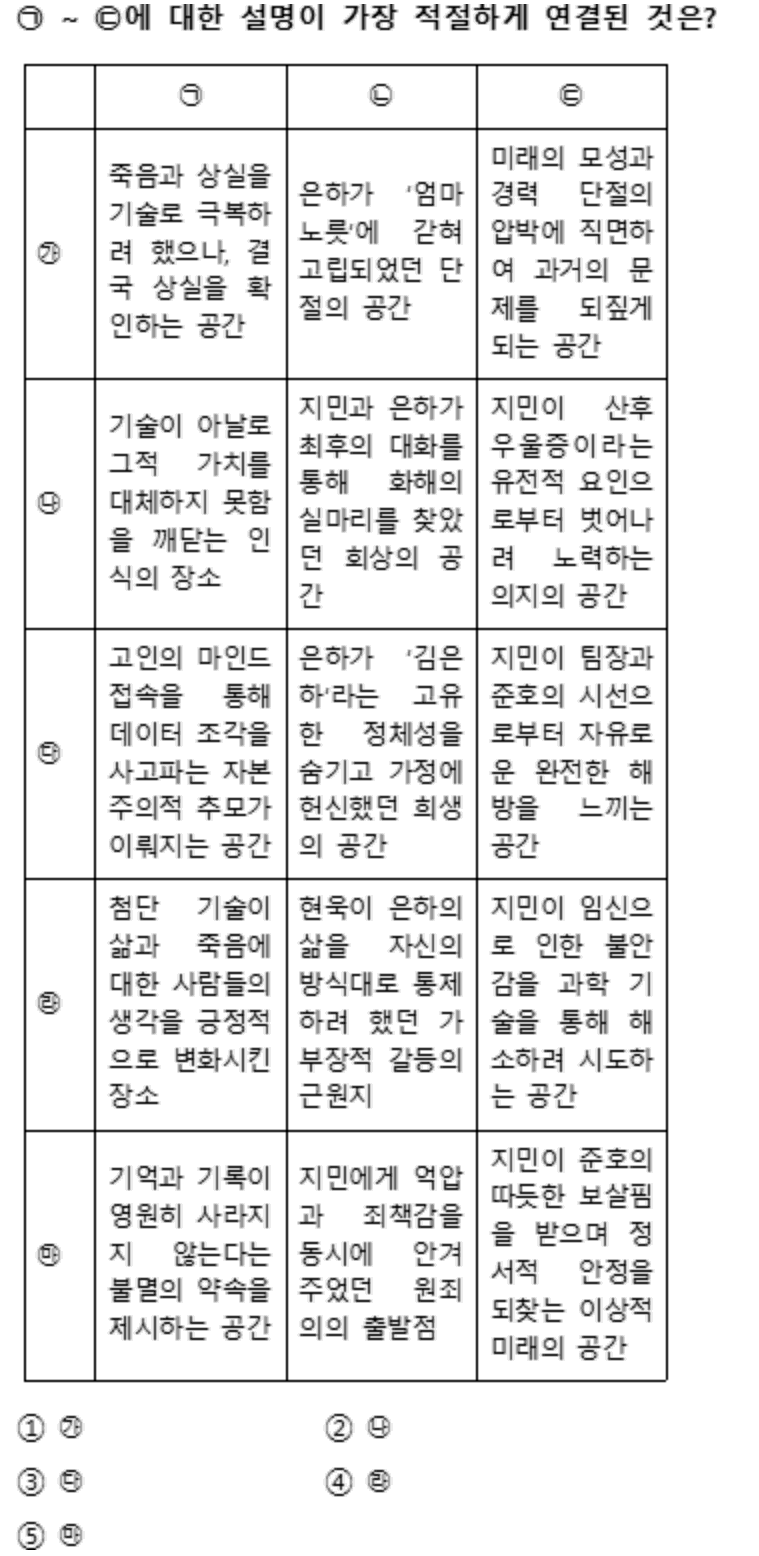 ㉠ ~ ㉢에 대한 설명이 가장 적절하게 연결된 것은?
㉠ ㉡ ㉢
㉮
죽음과 상실을
기술로 극복하
려 했으나, 결
국 상실을 확
인하는 공간
은하가 '엄마
노릇'에 갇혀
고립되었던 단
절의 공간
미래의 모성과
경력 단절의
압박에 직면하
여 과거의 문
제를 되짚게
되는 공간
㉯
기술이 아날로
그적 가치를
대체하지 못함
을 깨닫는 인
식의 장소
지민과 은하가
최후의 대화를
통해 화해의
실마리를 찾았
던 회상의 공
간
지민이 산후
우울증이라는
유전적 요인으
로부터 벗어나
려 노력하는
의지의 공간
㉰
고인의 마인드
접속을 통해
데이터 조각을
사고파는 자본
주의적 추모가
이뤄지는 공간
은하가 '김은
하'라는 고유
한 정체성을
숨기고 가정에
헌신했던 희생
의 공간
지민이 팀장과
준호의 시선으
로부터 자유로
운 완전한 해
방을 느끼는
공간
㉱
첨단 기술이
삶과 죽음에
대한 사람들의
생각을 긍정적
으로 변화시킨
장소
현욱이 은하의
삶을 자신의
방식대로 통제
하려 했던 가
부장적 갈등의
근원지
지민이 임신으
로 인한 불안
감을 과학 기
술을 통해 해
소하려 시도하
는 공간
㉲
기억과 기록이
영원히 사라지
지 않는다는
불멸의 약속을
제시하는 공간
지민에게 억압
과 죄책감을
동시에 안겨
주었던 원죄
의의 출발점
지민이 준호의
따듯한 보살핌
을 받으며 정
서적 안정을
되찾는 이상적
미래의 공간
① ㉮ ② ㉯
③ ㉰ ④ ㉱
⑤ ㉲